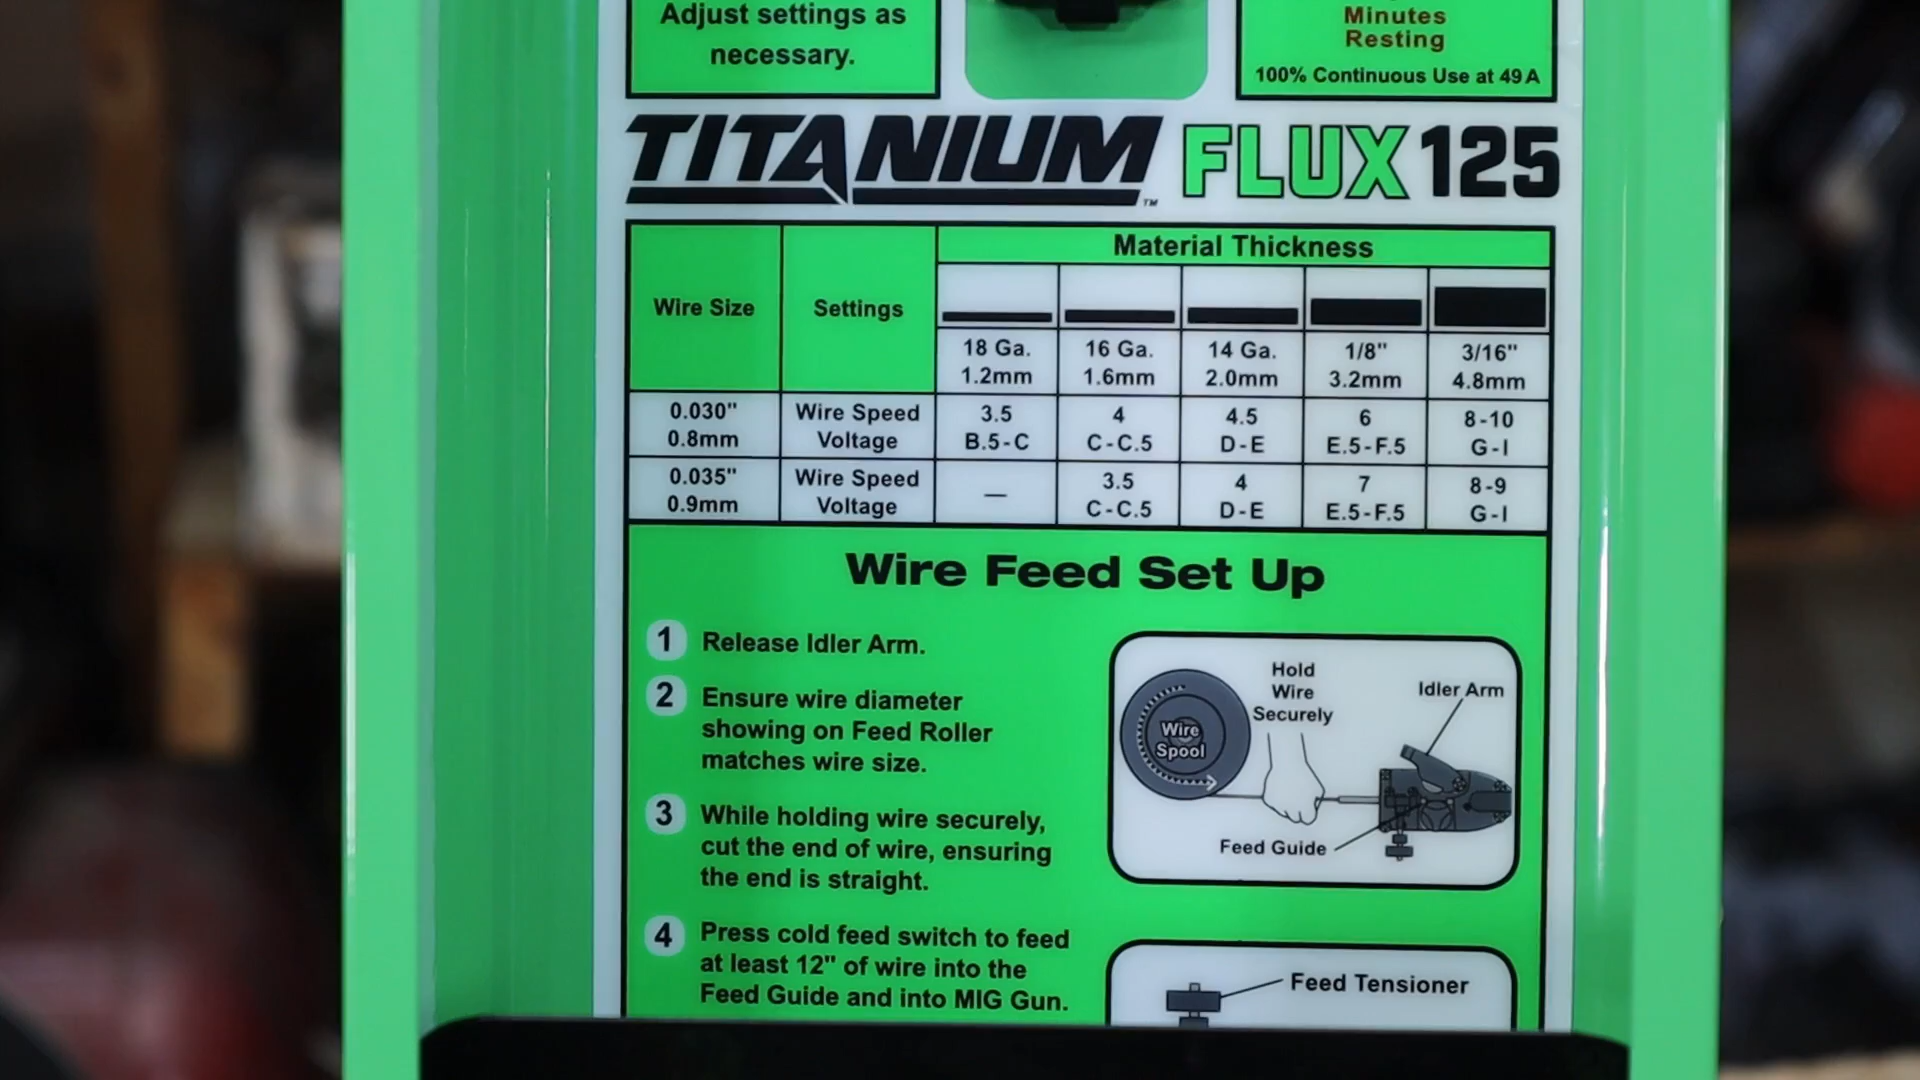 Adjust settings as
necessary.
Minutes
Resting
100% Continuous Use at 49 A
TITANIUM™ FLUX 125
Wire Size
Settings
Material Thickness
18 Ga.
1.2mm
16 Ga.
1.6mm
14 Ga.
2.0mm
1/8"
3.2mm
3/16"
4.8mm
0.030"
0.8mm
Wire Speed
Voltage
3.5
B.5-C
4
C-C.5
4.5
D-E
6
E.5-F.5
8-10
G-I
0.035"
0.9mm
Wire Speed
Voltage
—
3.5
C-C.5
4
D-E
7
E.5-F.5
8-9
G-I
Wire Feed Set Up
1 Release Idler Arm.
2 Ensure wire diameter
showing on Feed Roller
matches wire size.
3 While holding wire securely,
cut the end of wire, ensuring
the end is straight.
4 Press cold feed switch to feed
at least 12" of wire into the
Feed Guide and into MIG Gun.
Hold
Wire
Securely
Idler Arm
Wire
Spool
Feed Guide
Feed Tensioner